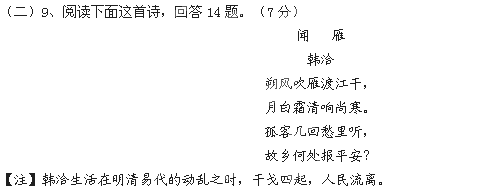 （二）9、阅读下面这首诗，回答14题。（7分）
闻 雁
韩洽
朔风吹雁渡江干，
月白霜清响尚寒。
孤客几回愁里听，
故乡何处报平安？
【注】韩洽生活在明清易代的动乱之时，干戈四起，人民流离。